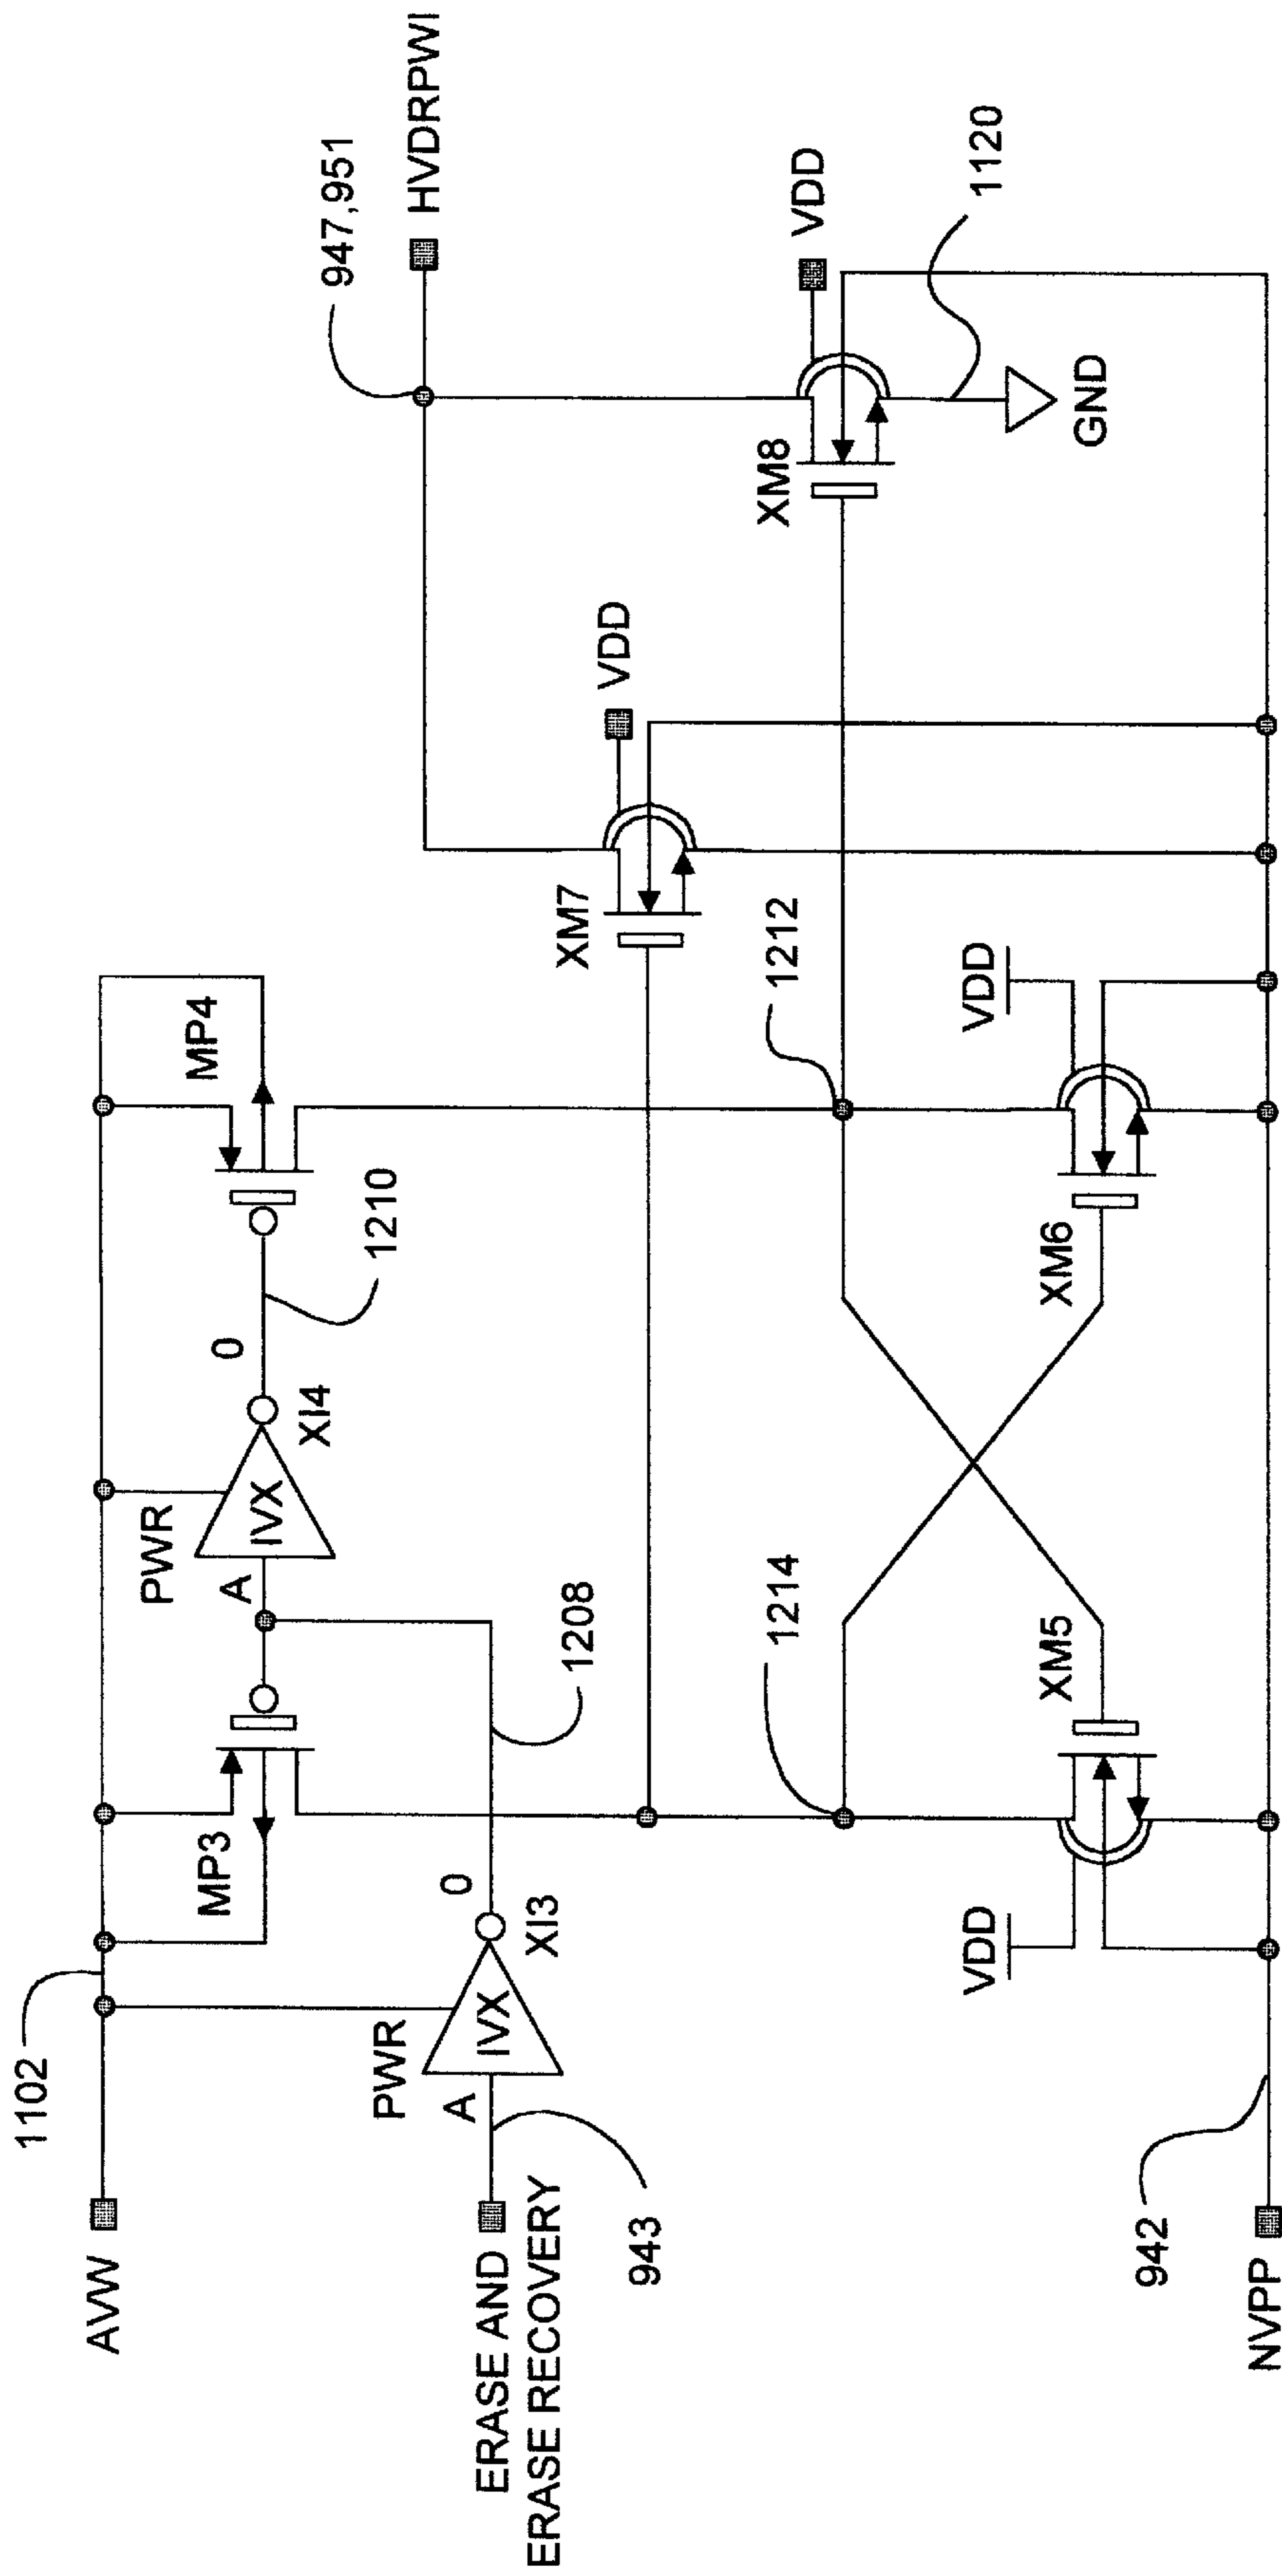 AVW
1102
MP3
PWR
A
IVX
XI4
0
1210
MP4
947,951
HVDRPWI
ERASE AND
ERASE RECOVERY
943
A
PWR
IVX
XI3
0
1208
XM7
VDD
1214
1212
XM8
VDD
1120
GND
VDD
XM5
XM6
VDD
NVPP
942